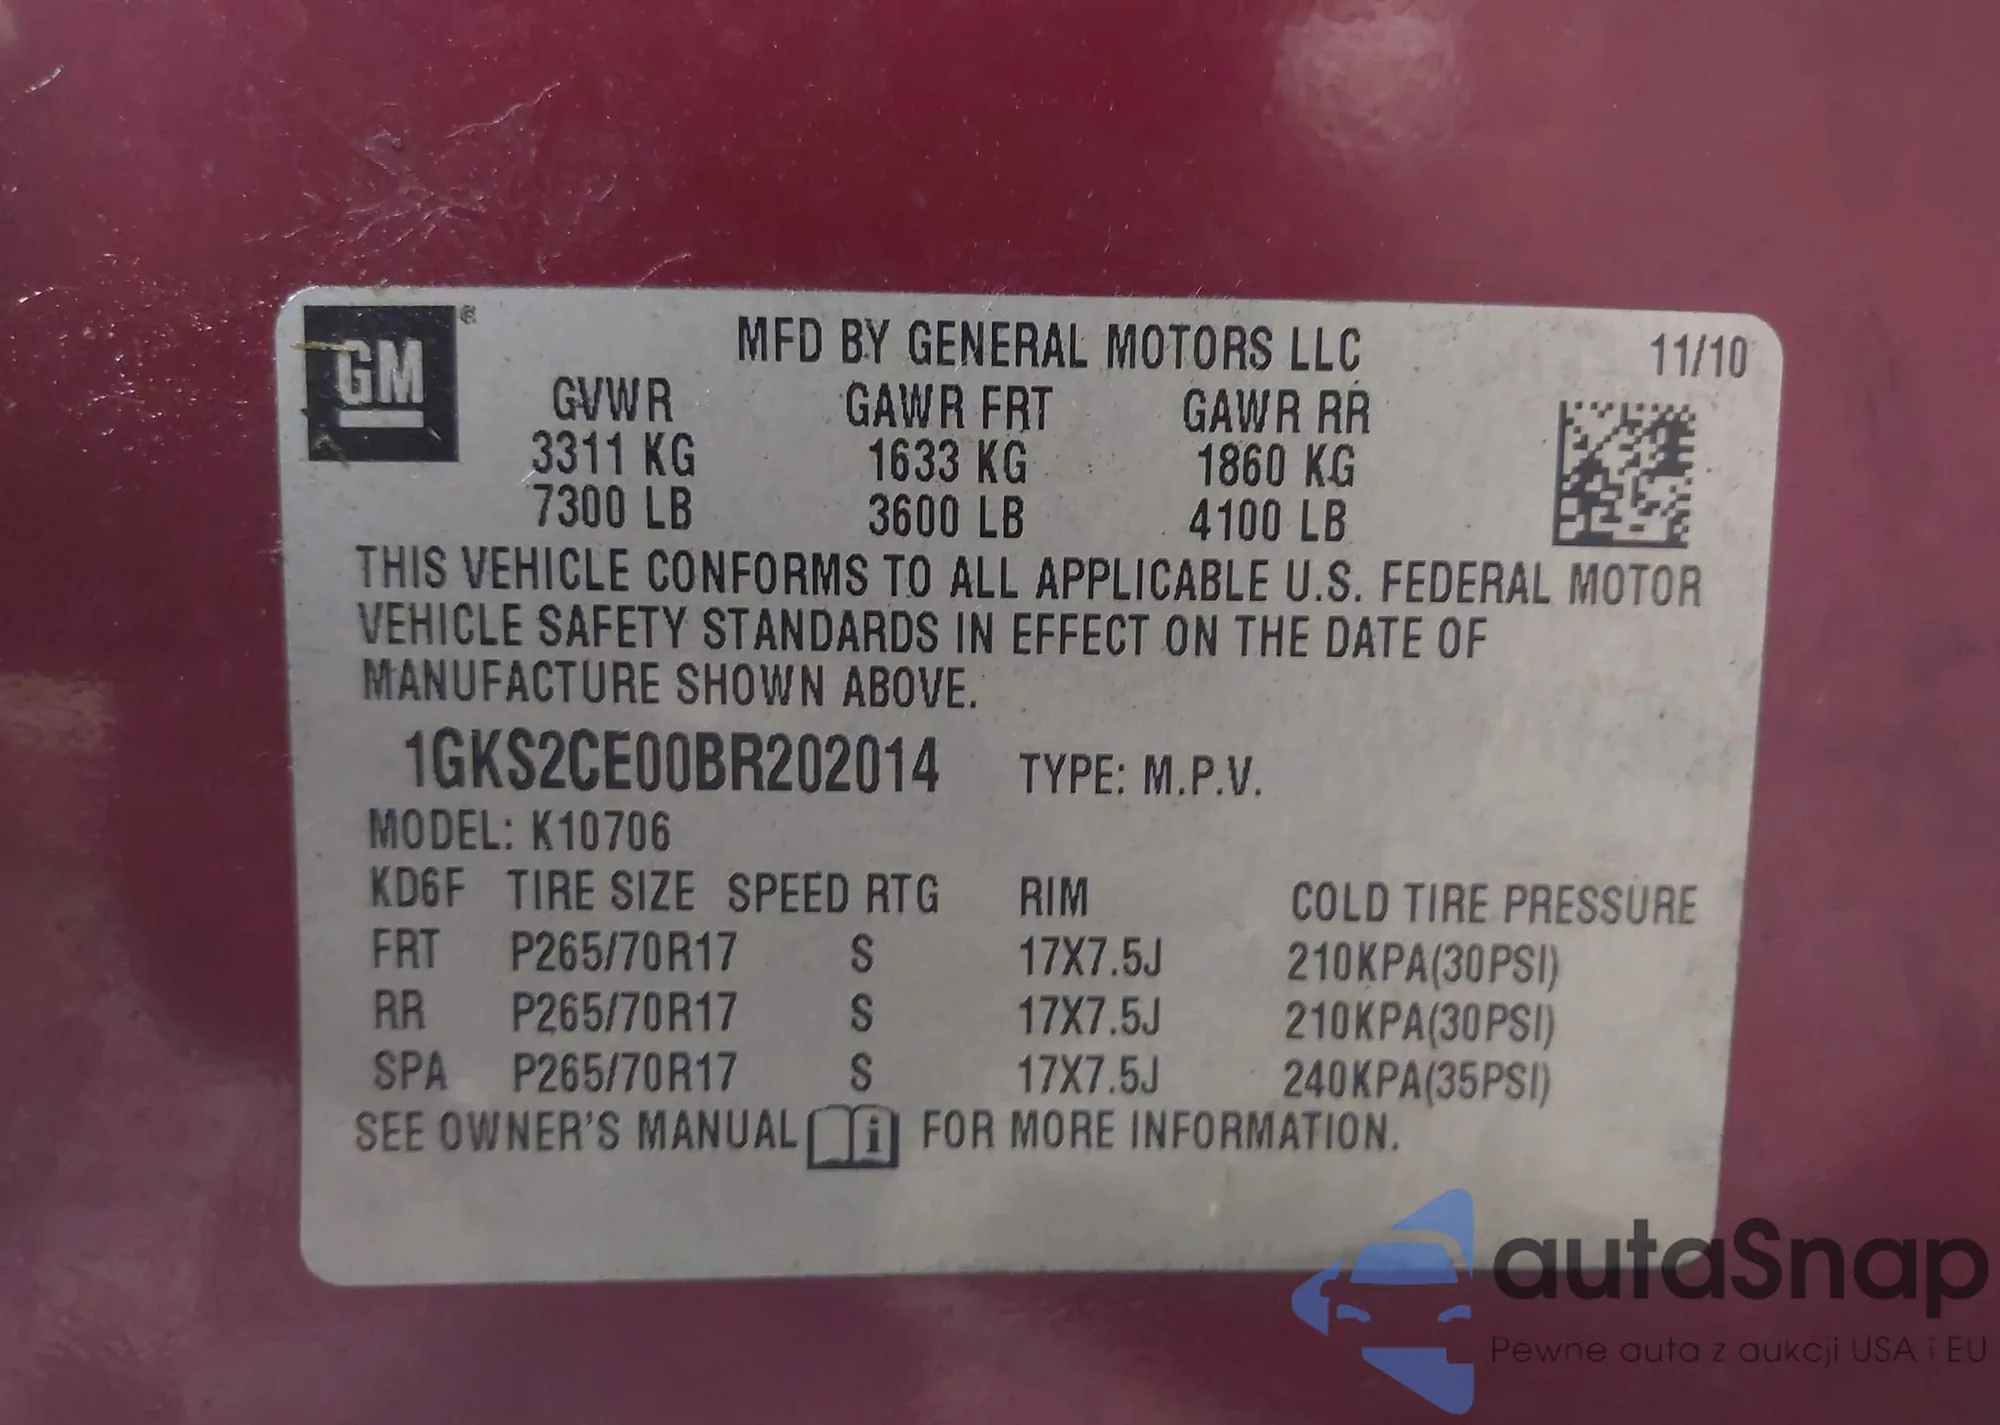 GM®
MFD BY GENERAL MOTORS LLC 11/10
GVWR GAWR FRT GAWR RR
3311 KG 1633 KG 1860 KG
7300 LB 3600 LB 4100 LB
THIS VEHICLE CONFORMS TO ALL APPLICABLE U.S. FEDERAL MOTOR
VEHICLE SAFETY STANDARDS IN EFFECT ON THE DATE OF
MANUFACTURE SHOWN ABOVE.
1GKS2CE00BR202014 TYPE: M.P.V.
MODEL: K10706
KD6F TIRE SIZE SPEED RTG RIM COLD TIRE PRESSURE
FRT P265/70R17 S 17X7.5J 210KPA(30PSI)
RR P265/70R17 S 17X7.5J 210KPA(30PSI)
SPA P265/70R17 S 17X7.5J 240KPA(35PSI)
SEE OWNER'S MANUAL i FOR MORE INFORMATION.
autaSnap
Pewne auta z aukcji USA i EU